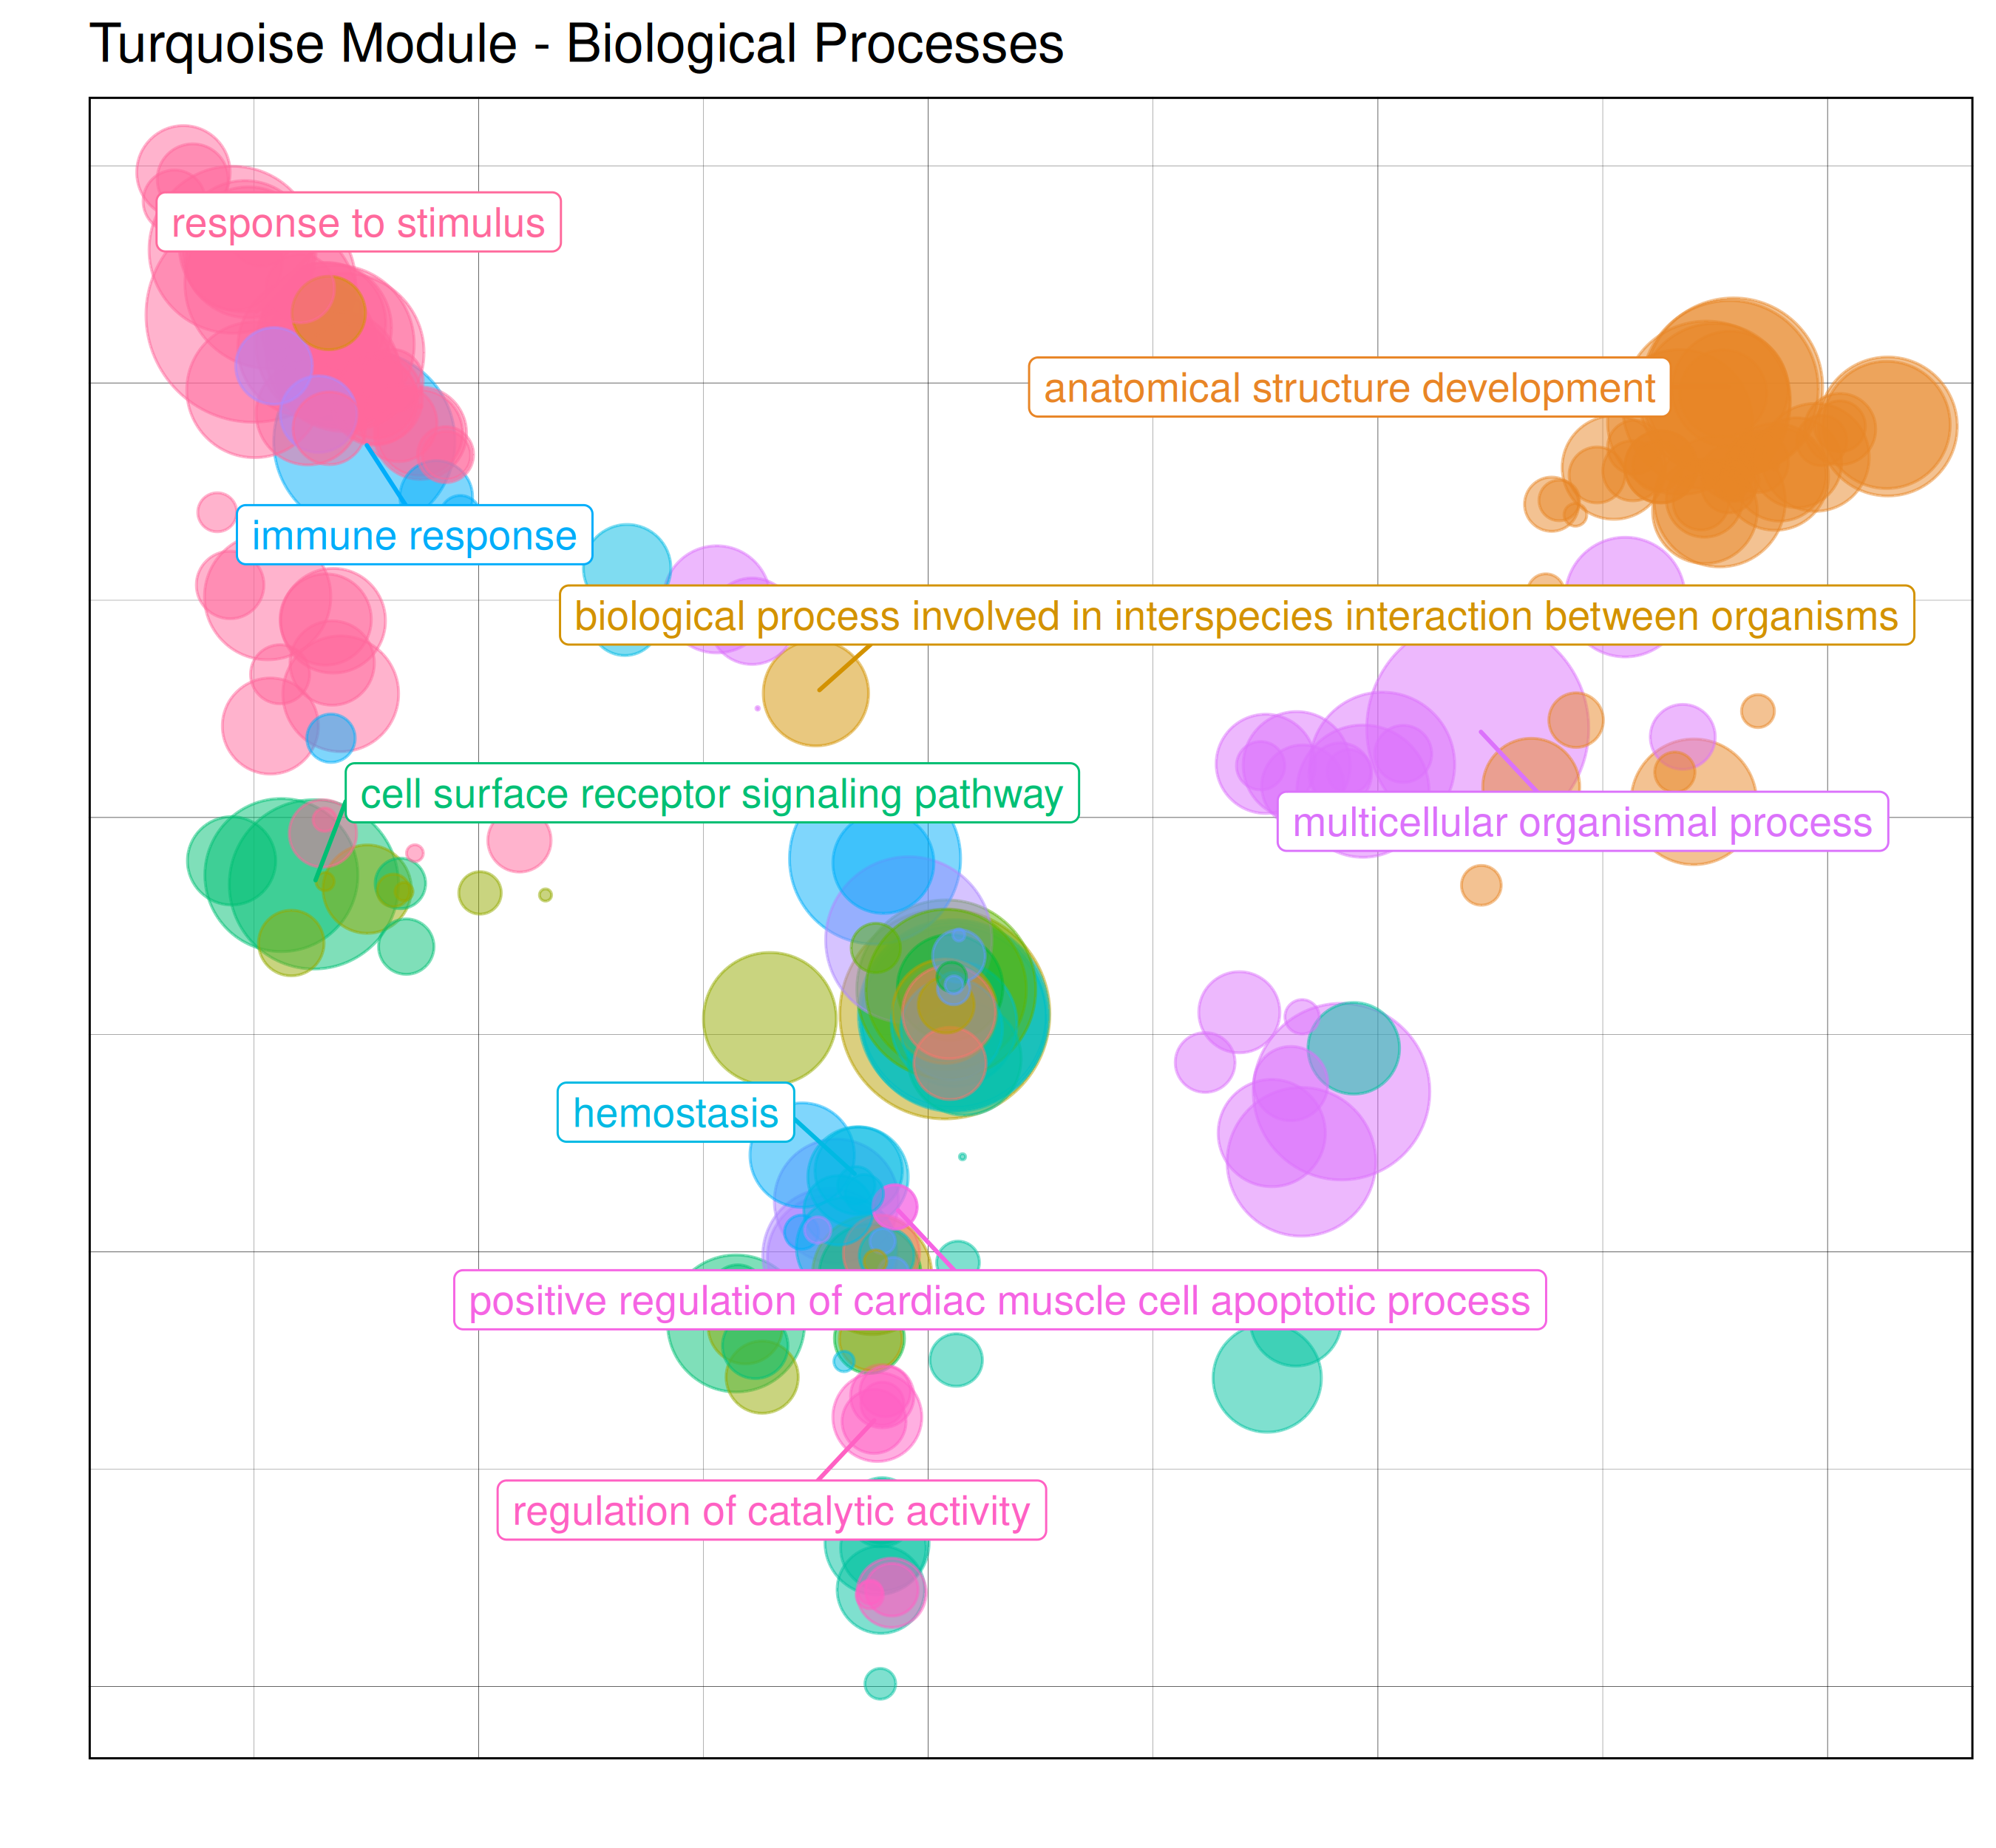 Turquoise Module - Biological Processes
response to stimulus
anatomical structure development
immune response
biological process involved in interspecies interaction between organisms
cell surface receptor signaling pathway
multicellular organismal process
hemostasis
positive regulation of cardiac muscle cell apoptotic process
regulation of catalytic activity